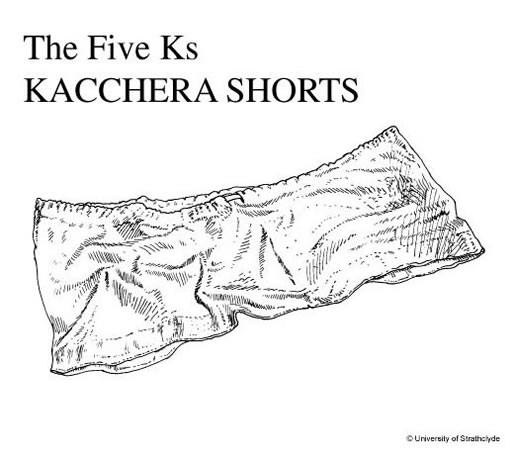 The Five Ks
KACCHERA SHORTS
© University of Strathclyde